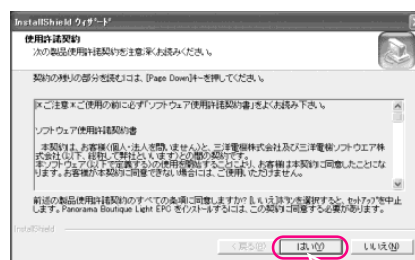 InstallShield ウィザード
使用許諾契約
次の製品使用許諾契約を注意深くお読みください。
契約の残りの部分を読むには、[Page Down]キーを押してください。
*ご注意*ご使用の前に必ず「ソフトウェア使用許諾契約書」をよくお読み下さい。
ソフトウェア使用許諾契約書
本契約は、お客様(個人・法人を問いません)と、三洋電機株式会社及び三洋電機ソフトウエア株
式会社(以下、総称して弊社といいます)との間の契約です。
本ソフトウェア(以下で定義する)の使用を開始することにより、お客様は本契約に同意したことにな
ります。お客様が本契約に同意できない場合には、ご使用いただけません。
前述の製品使用許諾契約のすべての条項に同意しますか? [いいえ]ボタンを選択すると、セットアップを中止
します。Panorama Boutique Light EPC をインストールするには、この契約に同意する必要があります。
InstallShield
< 戻る(B)
はい(Y)
いいえ(N)